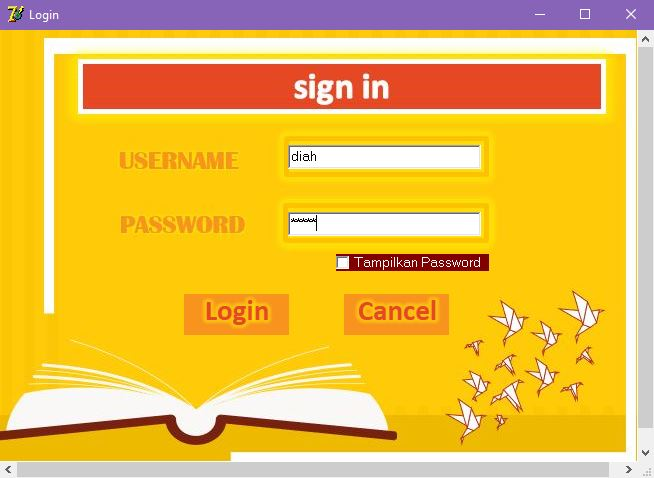 Login
sign in
USERNAME
diah
PASSWORD
*****
Tampilkan Password
Login
Cancel